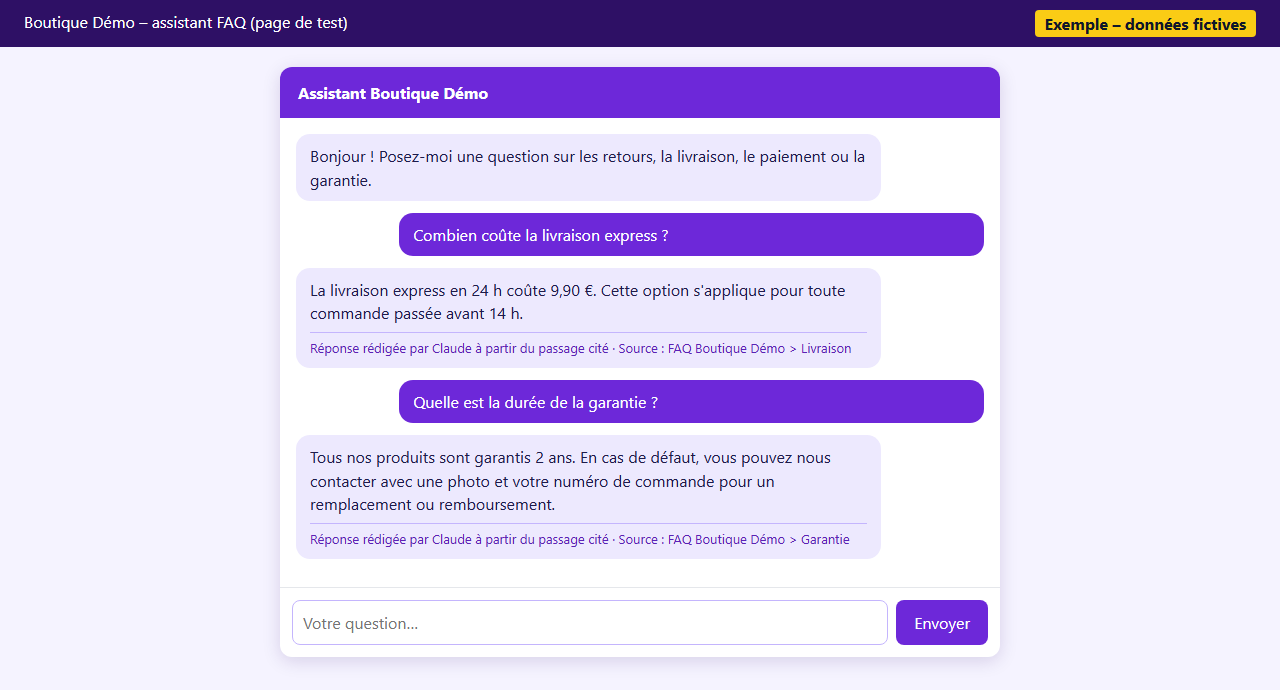 Boutique Démo – assistant FAQ (page de test)
Exemple – données fictives
Assistant Boutique Démo
Bonjour ! Posez-moi une question sur les retours, la livraison, le paiement ou la
garantie.
Combien coûte la livraison express ?
La livraison express en 24 h coûte 9,90 €. Cette option s'applique pour toute
commande passée avant 14 h.
Réponse rédigée par Claude à partir du passage cité · Source : FAQ Boutique Démo > Livraison
Quelle est la durée de la garantie ?
Tous nos produits sont garantis 2 ans. En cas de défaut, vous pouvez nous
contacter avec une photo et votre numéro de commande pour un
remplacement ou remboursement.
Réponse rédigée par Claude à partir du passage cité · Source : FAQ Boutique Démo > Garantie
Votre question...
Envoyer